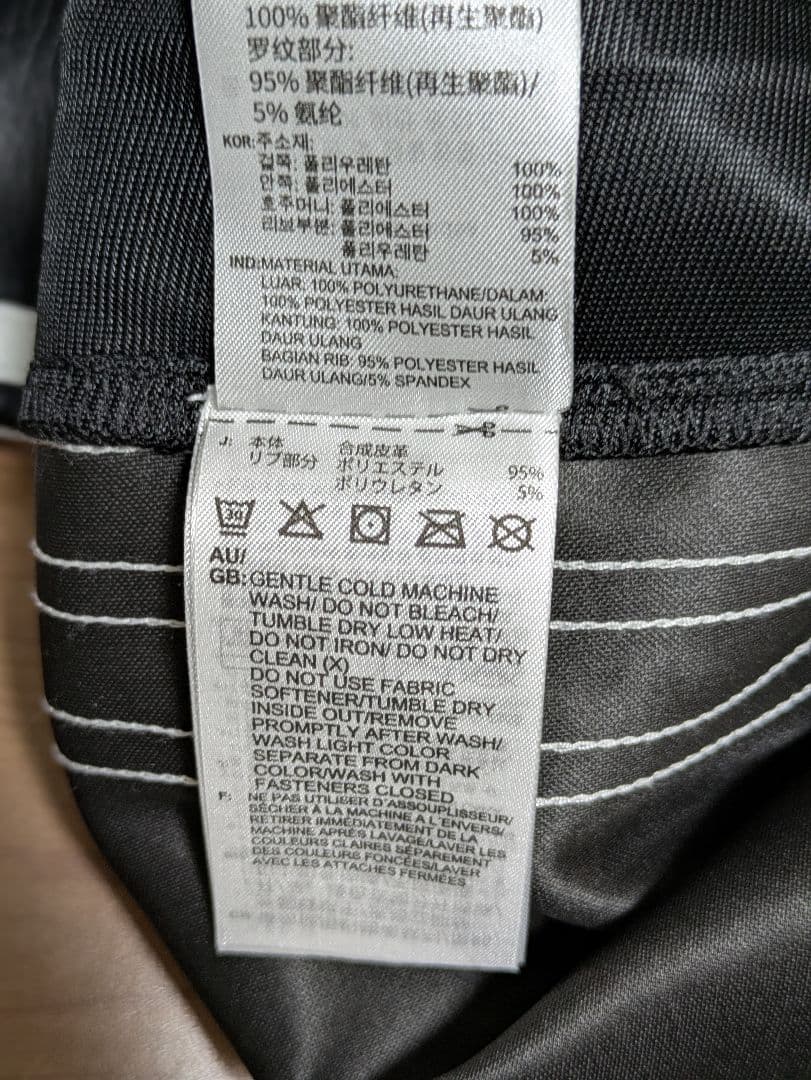 100% 聚酯纤维(再生聚酯)
罗纹部分:
95% 聚酯纤维(再生聚酯)/
5% 氨纶
KOR:주소재:
겉쪽: 폴리우레탄 100%
안쪽: 폴리에스터 100%
호주머니: 폴리에스터 100%
리브부분: 폴리에스터 95%
폴리우레탄 5%
IND:MATERIAL UTAMA:
LUAR: 100% POLYURETHANE/DALAM:
100% POLYESTER HASIL DAUR ULANG
KANTUNG: 100% POLYESTER HASIL
DAUR ULANG
BAGIAN RIB: 95% POLYESTER HASIL
DAUR ULANG/5% SPANDEX
J: 本体 合成皮革
リブ部分 ポリエステル 95%
ポリウレタン 5%
30
AU/
GB:GENTLE COLD MACHINE
WASH/ DO NOT BLEACH/
TUMBLE DRY LOW HEAT/
DO NOT IRON/ DO NOT DRY
CLEAN (X)
DO NOT USE FABRIC
SOFTENER/TUMBLE DRY
INSIDE OUT/REMOVE
PROMPTLY AFTER WASH/
WASH LIGHT COLOR
SEPARATE FROM DARK
COLOR/WASH WITH
FASTENERS CLOSED
F: NE PAS UTILISER D'ASSOUPLISSEUR/
SÉCHER À LA MACHINE A L'ENVERS/
RETIRER IMMÉDIATEMENT DE LA
MACHINE APRÈS LAVAGE/LAVER LES
COULEURS CLAIRES SÉPAREMENT
DES COULEURS FONCÉES/LAVER
AVEC LES ATTACHES FERMÉES